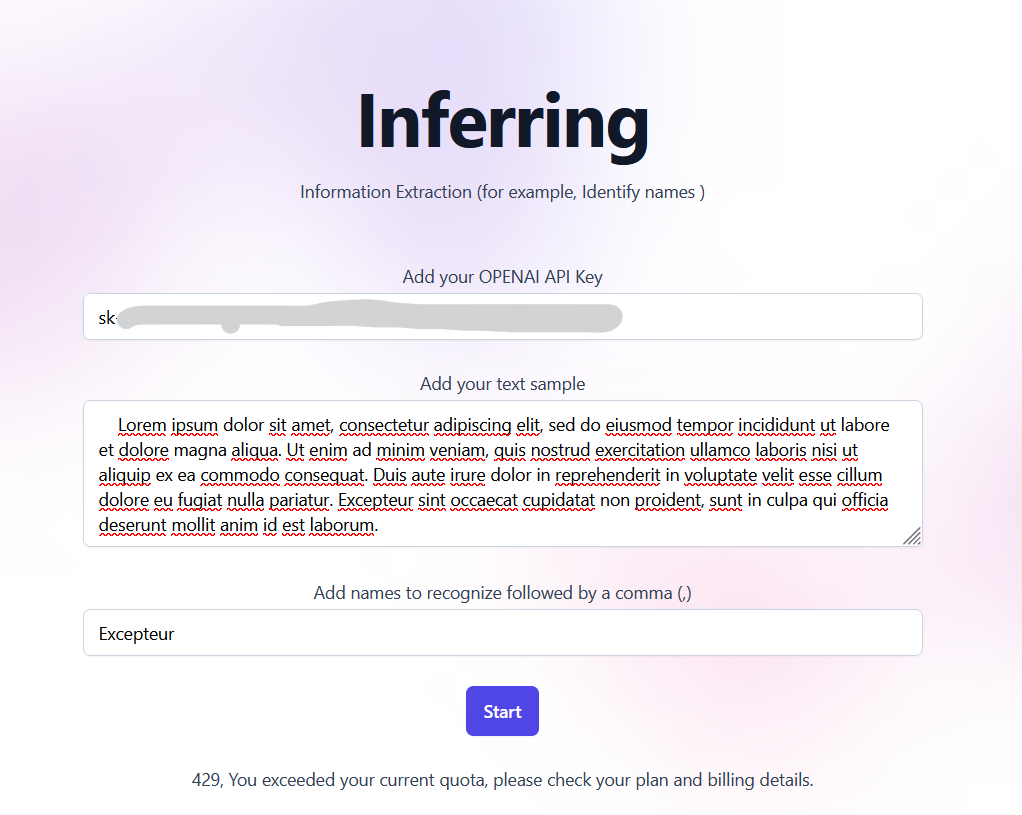 Inferring
Information Extraction (for example, Identify names )
Add your OPENAI API Key
sk-
Add your text sample
Lorem ipsum dolor sit amet, consectetur adipiscing elit, sed do eiusmod tempor incididunt ut labore
et dolore magna aliqua. Ut enim ad minim veniam, quis nostrud exercitation ullamco laboris nisi ut
aliquip ex ea commodo consequat. Duis aute irure dolor in reprehenderit in voluptate velit esse cillum
dolore eu fugiat nulla pariatur. Excepteur sint occaecat cupidatat non proident, sunt in culpa qui officia
deserunt mollit anim id est laborum.
Add names to recognize followed by a comma (,)
Excepteur
Start
429, You exceeded your current quota, please check your plan and billing details.